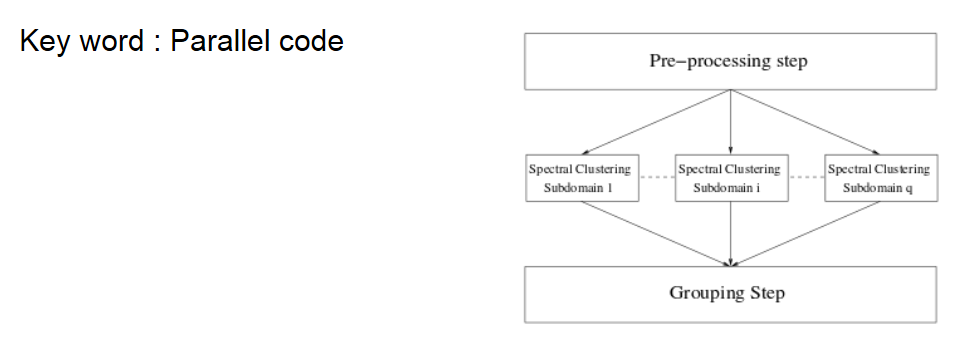 Key word : Parallel code
Pre-processing step
Spectral Clustering
Subdomain 1
Spectral Clustering
Subdomain i
Spectral Clustering
Subdomain q
Grouping Step